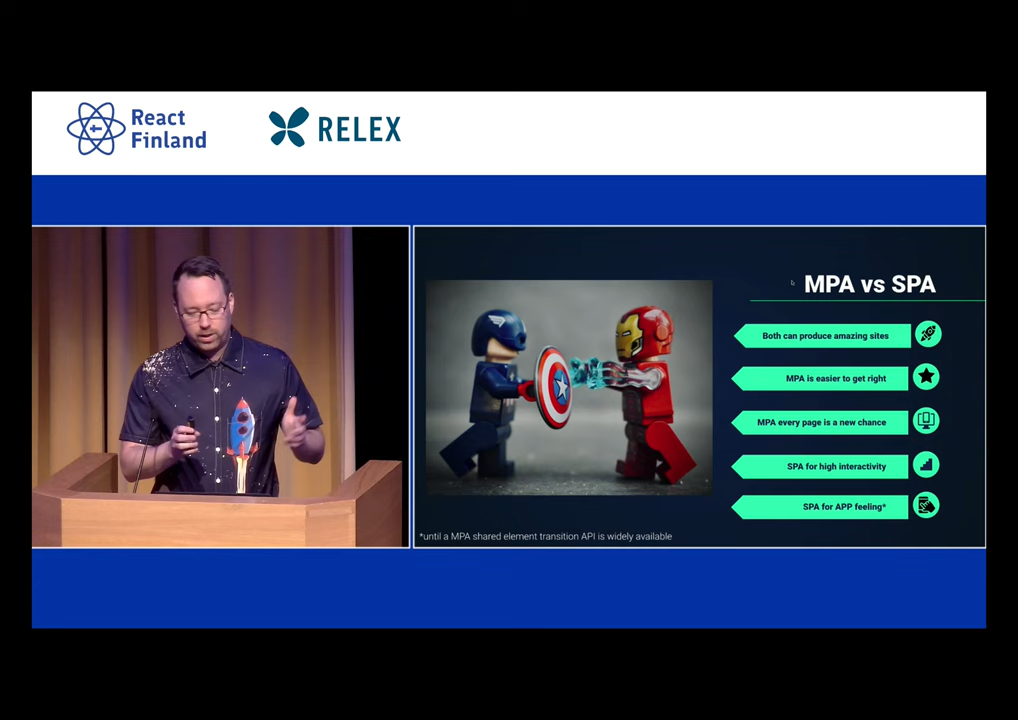 React
Finland
RELEX
MPA vs SPA
Both can produce amazing sites
MPA is easier to get right
MPA every page is a new chance
SPA for high interactivity
SPA for APP feeling*
*until a MPA shared element transition API is widely available